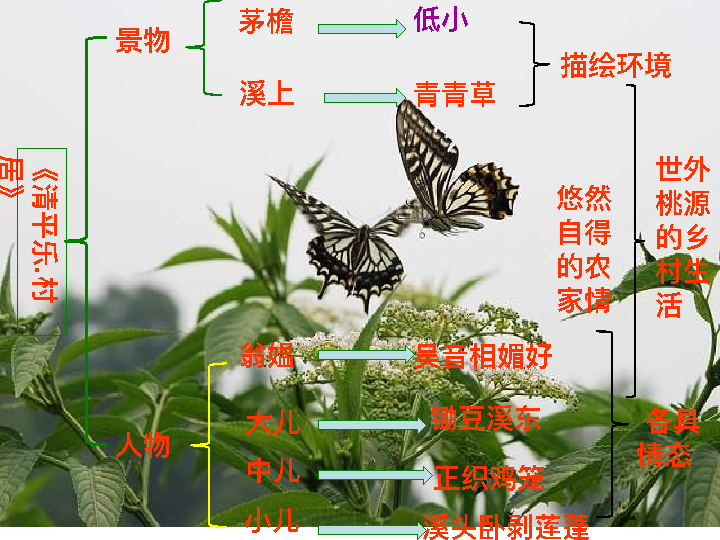 《清平乐.村居》
景物
茅檐
低小
溪上
青青草
描绘环境
人物
翁媪
吴音相媚好
大儿
锄豆溪东
中儿
正织鸡笼
小儿
溪头卧剥莲蓬
各具
情态
悠然
自得
的农
家情
世外
桃源
的乡
村生
活